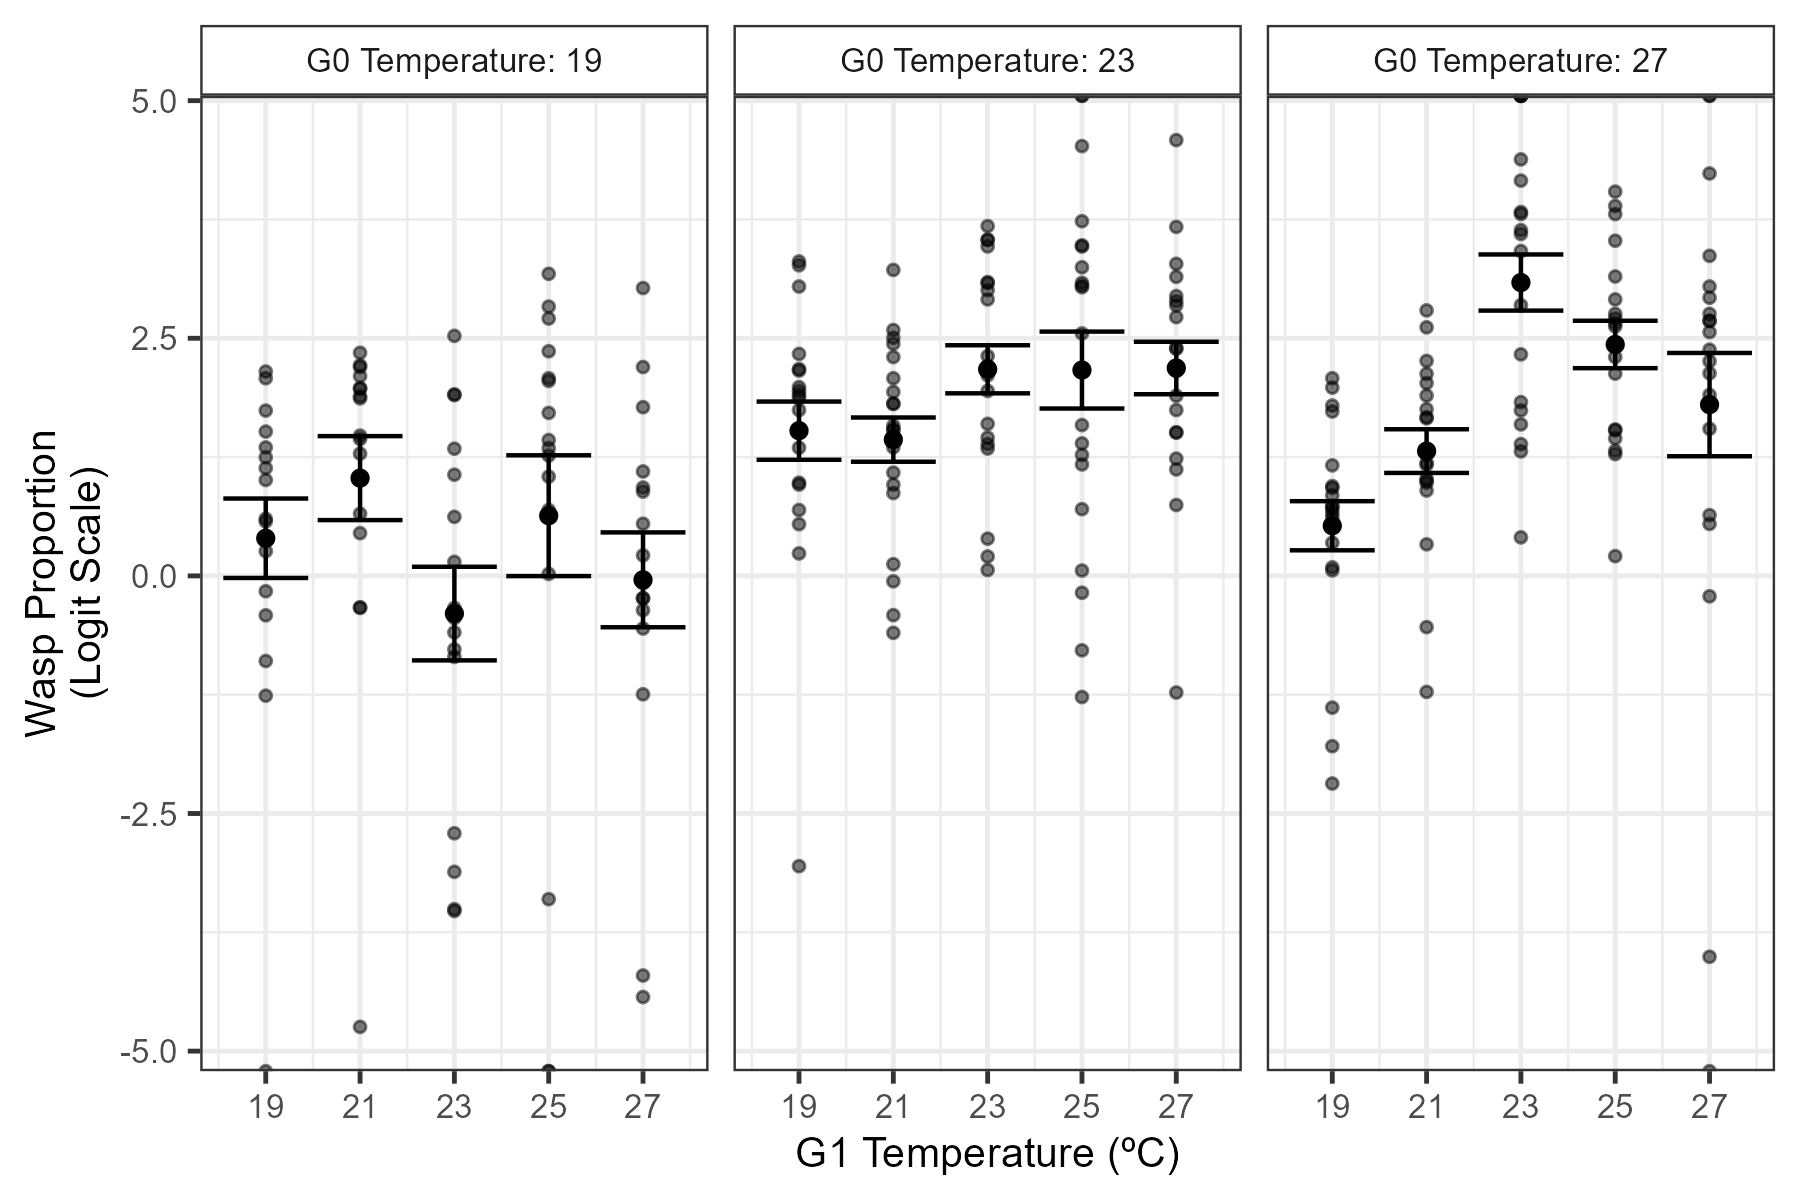 G0 Temperature: 19
G0 Temperature: 23
G0 Temperature: 27
Wasp Proportion
(Logit Scale)
5.0
2.5
0.0
-2.5
-5.0
19 21 23 25 27
19 21 23 25 27
19 21 23 25 27
G1 Temperature (ºC)